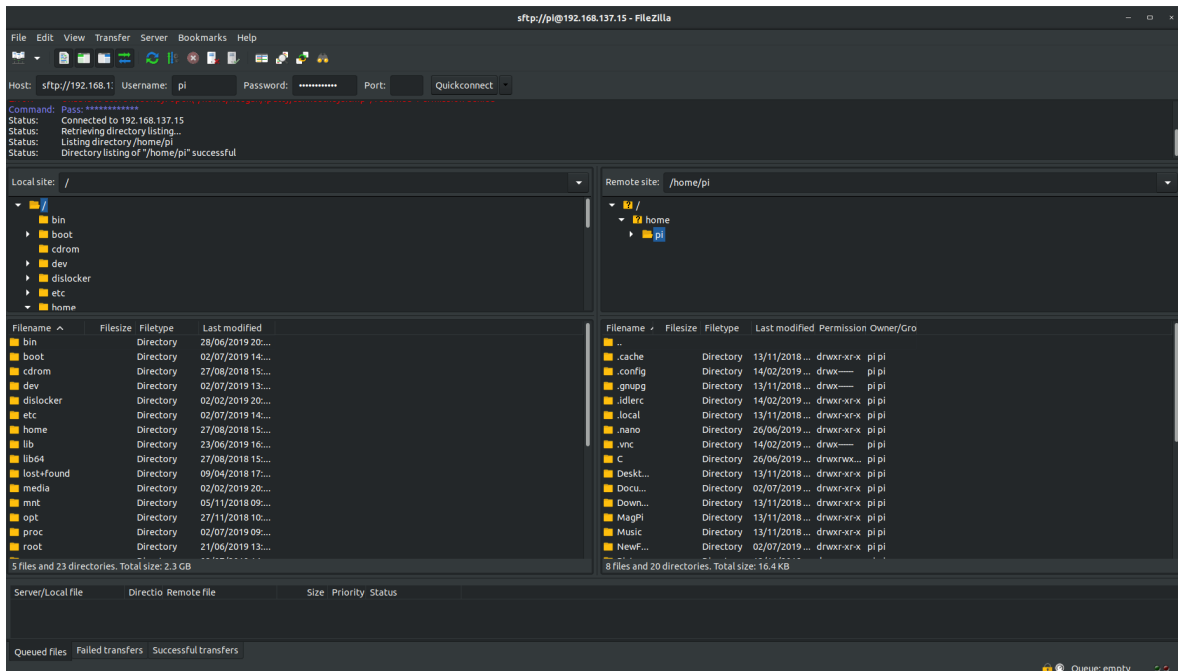 sftp://pi@192.168.137.15 - FileZilla
File Edit View Transfer Server Bookmarks Help
Host: sftp://192.168.1: Username: pi Password: ************ Port: Quickconnect
Command: Pass: ************
Status: Connected to 192.168.137.15
Status: Retrieving directory listing...
Status: Listing directory /home/pi
Status: Directory listing of "/home/pi" successful
Local site: /
/
bin
boot
cdrom
dev
dislocker
etc
home
Filename Filesize Filetype Last modified
bin Directory 28/06/2019 20:...
boot Directory 02/07/2019 14:...
cdrom Directory 27/08/2018 15:...
dev Directory 02/07/2019 13:...
dislocker Directory 02/02/2019 20:...
etc Directory 02/07/2019 14:...
home Directory 27/08/2018 15:...
lib Directory 23/06/2019 16:...
lib64 Directory 27/08/2018 15:...
lost+found Directory 09/04/2018 17:...
media Directory 02/02/2019 20:...
mnt Directory 05/11/2018 09:...
opt Directory 27/11/2018 10:...
proc Directory 02/07/2019 09:...
root Directory 21/06/2019 13:...
5 files and 23 directories. Total size: 2.3 GB
Remote site: /home/pi
/
home
pi
Filename Filesize Filetype Last modified Permission Owner/Gro
..
.cache Directory 13/11/2018 ... drwxr-xr-x pi pi
.config Directory 14/02/2019 ... drwx------ pi pi
.gnupg Directory 13/11/2018 ... drwx------ pi pi
.idlerc Directory 14/02/2019 ... drwxr-xr-x pi pi
.local Directory 13/11/2018 ... drwxr-xr-x pi pi
.nano Directory 26/06/2019 ... drwxr-xr-x pi pi
.vnc Directory 14/02/2019 ... drwx------ pi pi
C Directory 26/06/2019 ... drwxrwx... pi pi
Deskt... Directory 13/11/2018 ... drwxr-xr-x pi pi
Docu... Directory 02/07/2019 ... drwxr-xr-x pi pi
Down... Directory 13/11/2018 ... drwxr-xr-x pi pi
MagPi Directory 13/11/2018 ... drwxr-xr-x pi pi
Music Directory 13/11/2018 ... drwxr-xr-x pi pi
NewF... Directory 02/07/2019 ... drwxr-xr-x pi pi
8 files and 20 directories. Total size: 16.4 KB
Server/Local file Directio Remote file Size Priority Status
Queued files Failed transfers Successful transfers
Queue: empty